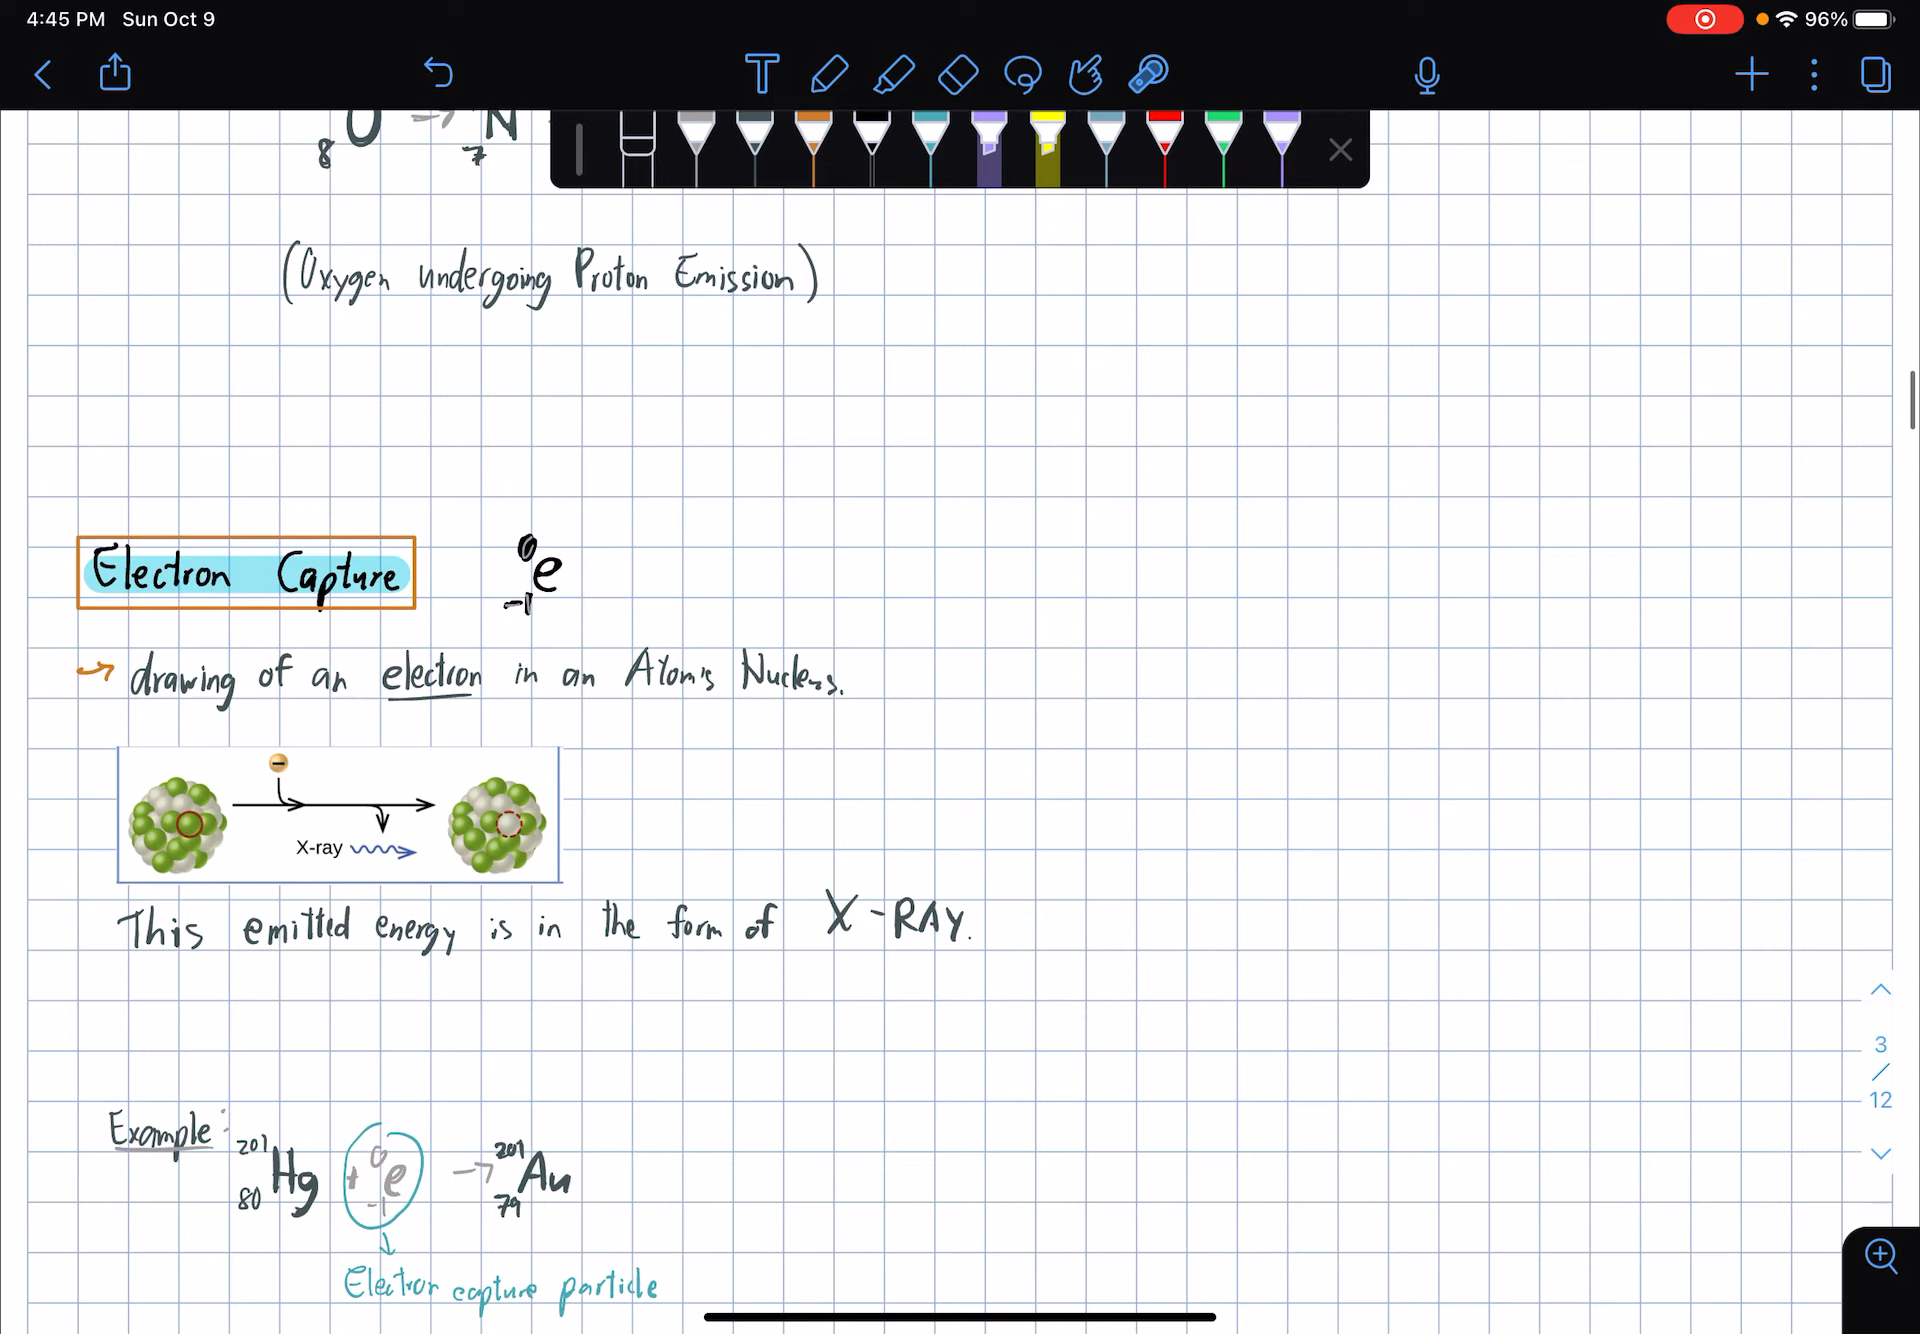 4:45 PM Sun Oct 9
96%
8 O → 7 N
(Oxygen undergoing Proton Emission)
Electron Capture 0 -1 e
→ drawing of an electron in an Atom's Nucleus.
X-ray
This emitted energy is in the form of X-RAY.
3
/
12
Example:
201 80 Hg + 0 -1 e → 201 79 Au
Electron capture particle